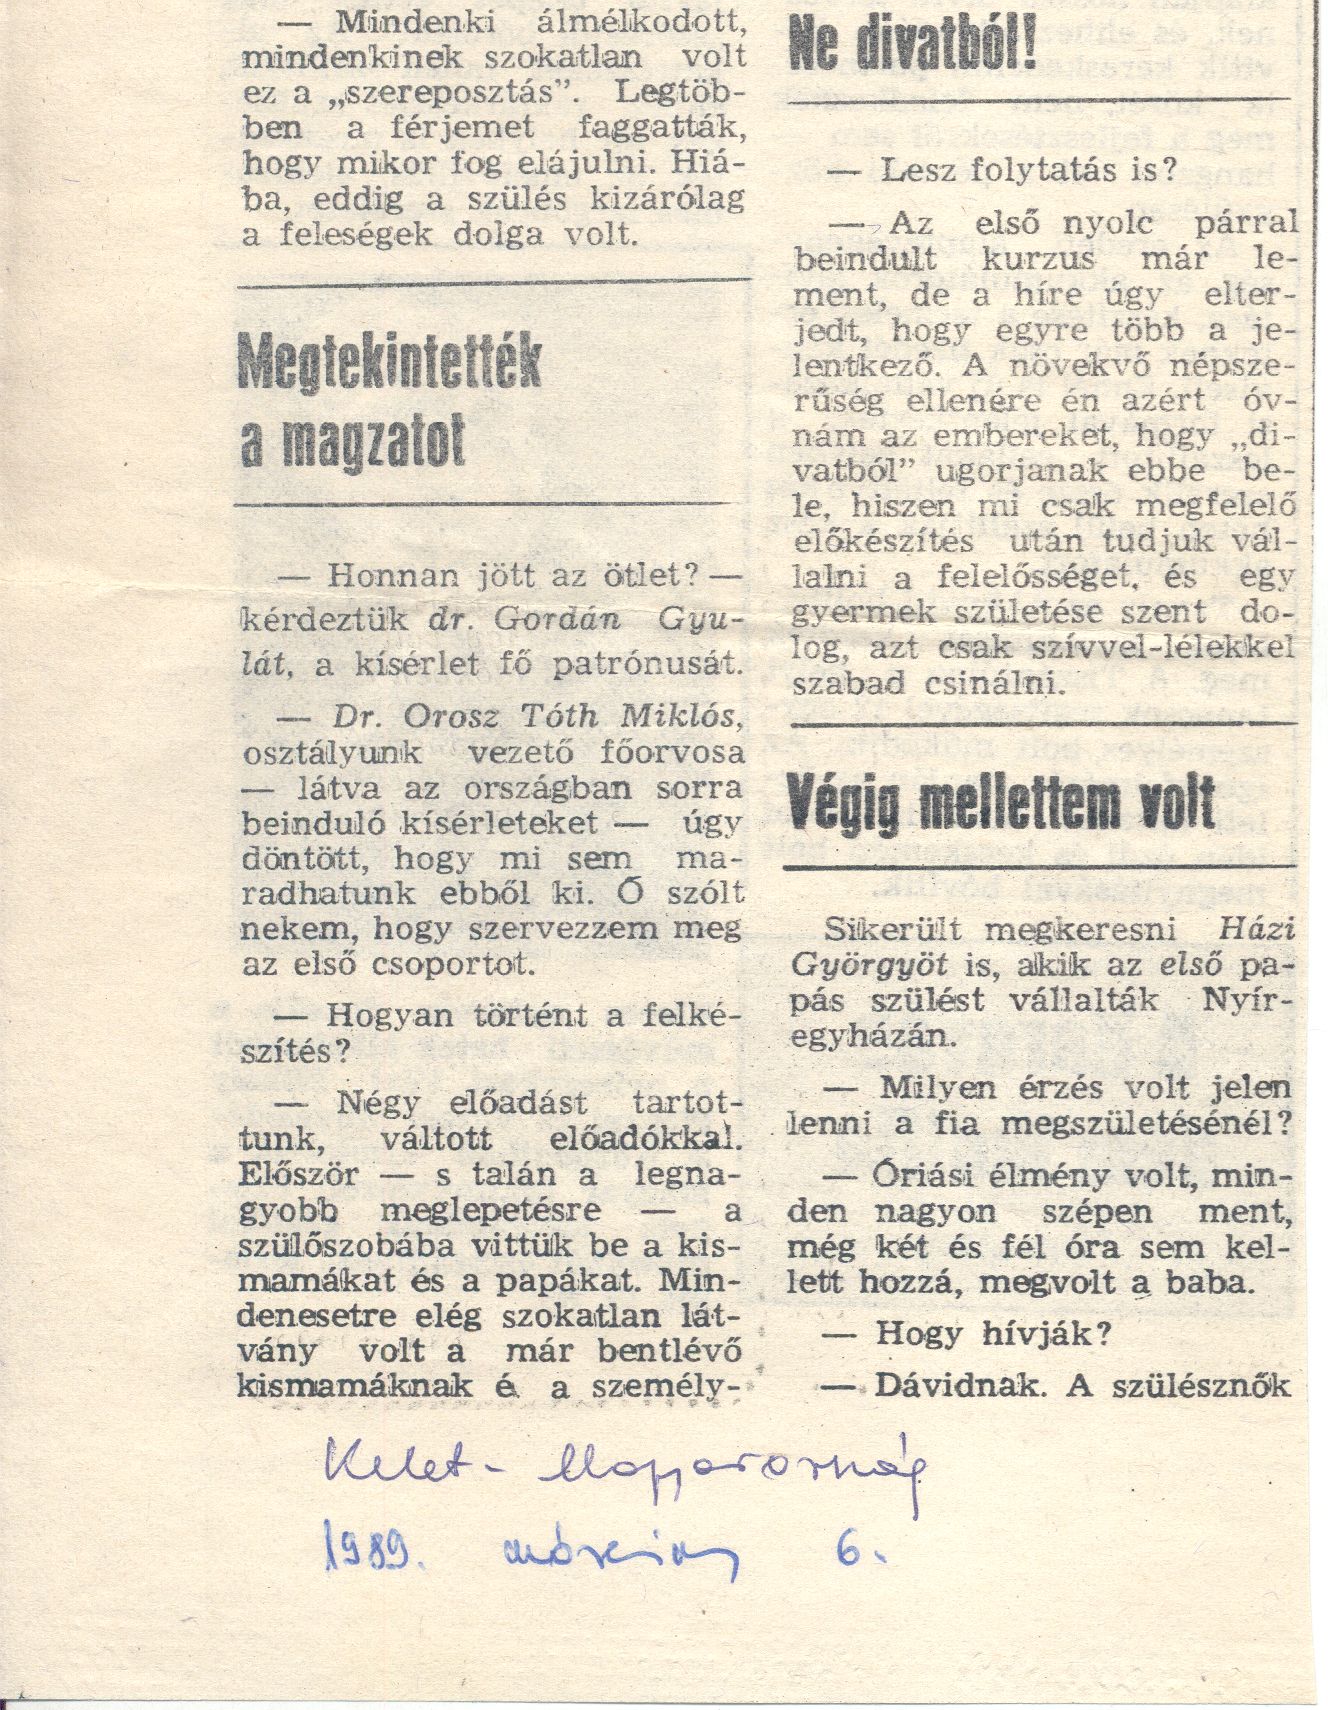 — Mindenki álmélkodott,
mindenkinek szokatlan volt
ez a „szereposztás”. Legtöb-
ben a férjemet faggatták,
hogy mikor fog elájulni. Hiá-
ba, eddig a szülés kizárólag
a feleségek dolga volt.
Megtekintették
a magzatot
— Honnan jött az ötlet? —
kérdeztük dr. Gordán Gyu-
lát, a kísérlet fő patrónusát.
— Dr. Orosz Tóth Miklós,
osztályunk vezető főorvosa
— látva az országban sorra
beinduló kísérleteket — úgy
döntött, hogy mi sem ma-
radhatunk ebből ki. Ő szólt
nekem, hogy szervezzem meg
az első csoportot.
— Hogyan történt a felké-
szítés?
— Négy előadást tartot-
tunk, váltott előadókkal.
Először — s talán a legna-
gyobb meglepetésre — a
szülőszobába vittük be a kis-
mamákat és a papákat. Min-
denesetre elég szokatlan lát-
vány volt a már bentlévő
kismamáknak é a személy-
Ne divatból!
— Lesz folytatás is?
— Az első nyolc párral
beindult kurzus már le-
ment, de a híre úgy elter-
jedt, hogy egyre több a je-
lentkező. A növekvő népsze-
rűség ellenére én azért óv-
nám az embereket, hogy „di-
vatból” ugorjanak ebbe be-
le, hiszen mi csak megfelelő
előkészítés után tudjuk vál-
lalni a felelősséget, és egy
gyermek születése szent do-
log, azt csak szívvel-lélekkel
szabad csinálni.
Végig mellettem volt
Sikerült megkeresni Házi
Györgyöt is, akik az első pa-
pás szülést vállalták Nyír-
egyházán.
— Milyen érzés volt jelen
lenni a fia megszületésénél?
— Óriási élmény volt, min-
den nagyon szépen ment,
még két és fél óra sem kel-
lett hozzá, megvolt a baba.
— Hogy hívják?
— Dávidnak. A szülésznők
Kelet-Magyarország
1989. március 6.